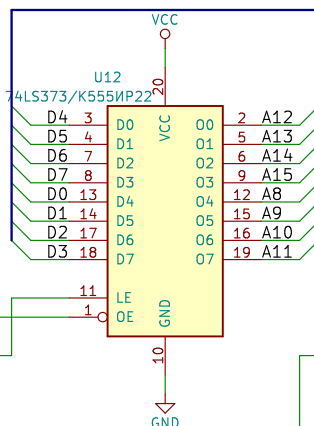 VCC
U12
74LS373/К555ИР22
20
VCC
D4 3 D0 O0 2 A12
D5 4 D1 O1 5 A13
D6 7 D2 O2 6 A14
D7 8 D3 O3 9 A15
D0 13 D4 O4 12 A8
D1 14 D5 O5 15 A9
D2 17 D6 O6 16 A10
D3 18 D7 O7 19 A11
11 LE
1 OE
GND
10
GND